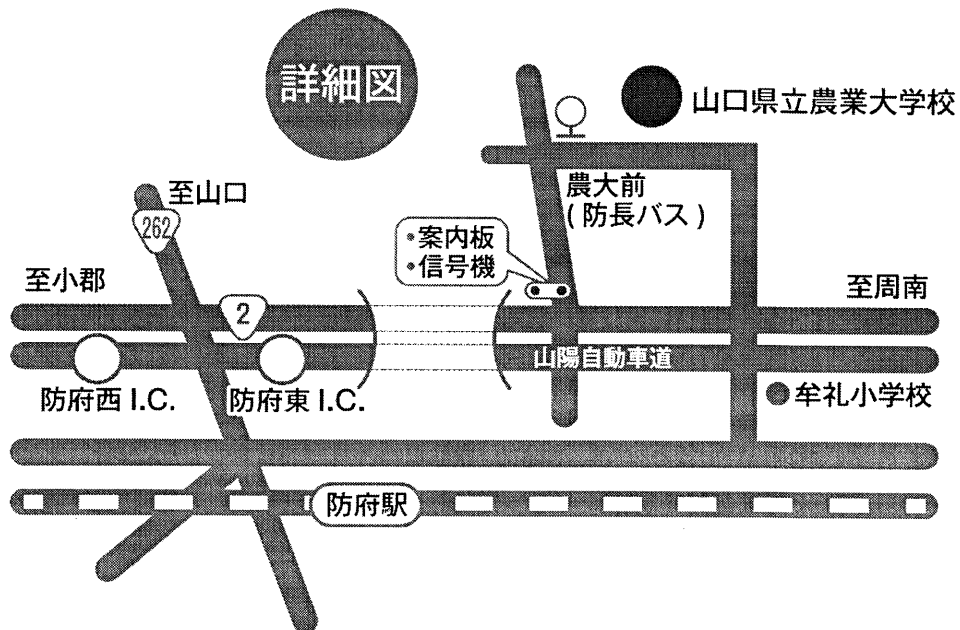 詳細図
山口県立農業大学校
農大前
(防長バス)
至山口
262
・案内板
・信号機
至小郡
2
至周南
山陽自動車道
防府西 I.C.
防府東 I.C.
牟礼小学校
防府駅